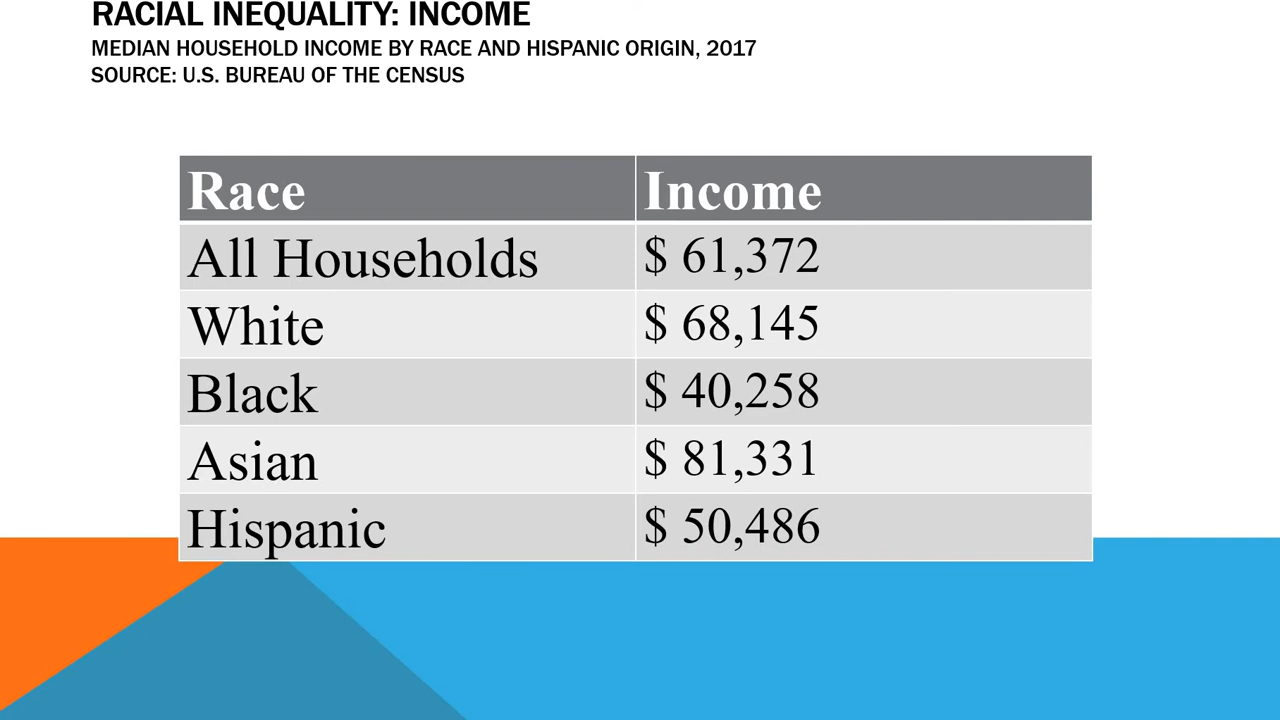 RACIAL INEQUALITY: INCOME
MEDIAN HOUSEHOLD INCOME BY RACE AND HISPANIC ORIGIN, 2017
SOURCE: U.S. BUREAU OF THE CENSUS
Race Income
All Households $ 61,372
White $ 68,145
Black $ 40,258
Asian $ 81,331
Hispanic $ 50,486